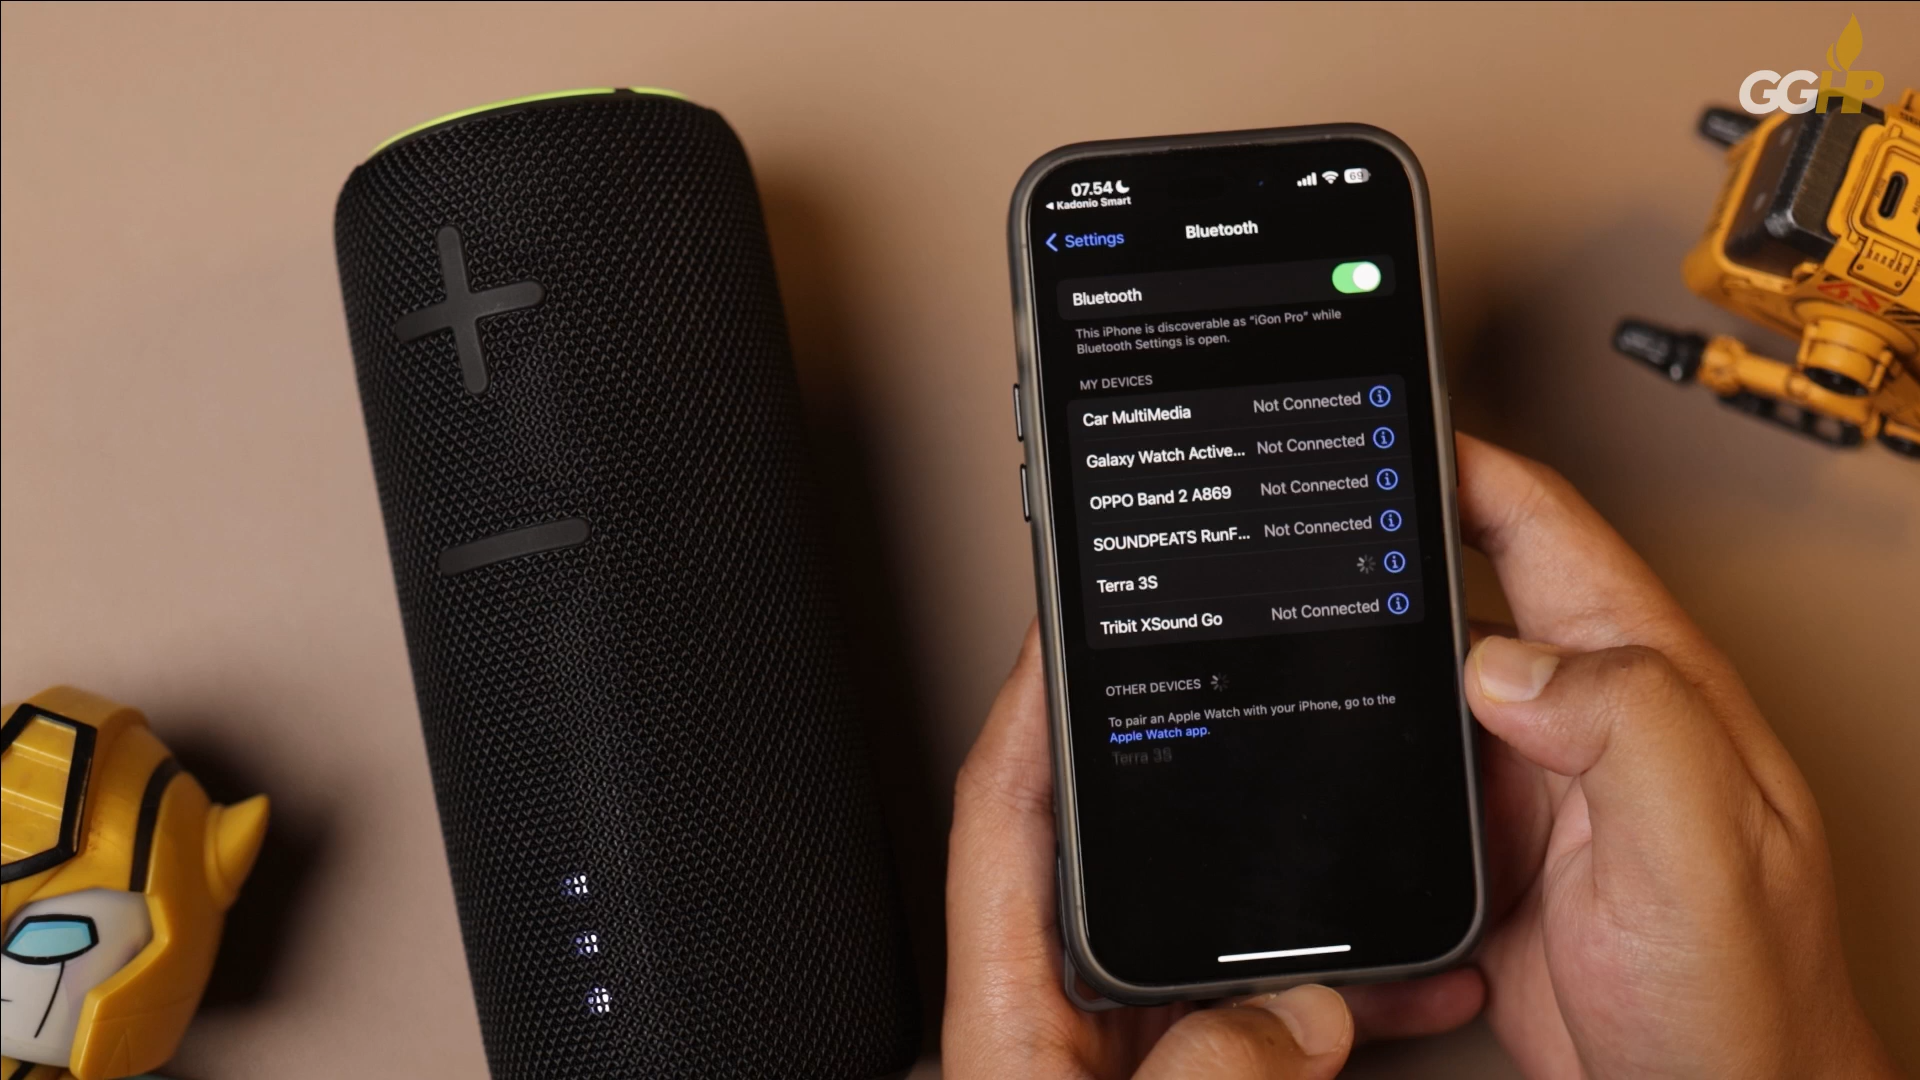 GGHP
07.54
69
◀ Kadonio Smart
Settings
Bluetooth
Bluetooth
This iPhone is discoverable as “iGon Pro” while
Bluetooth Settings is open.
MY DEVICES
Car MultiMedia Not Connected
Galaxy Watch Active... Not Connected
OPPO Band 2 A869 Not Connected
SOUNDPEATS RunF... Not Connected
Terra 3S
Tribit XSound Go Not Connected
OTHER DEVICES
To pair an Apple Watch with your iPhone, go to the
Apple Watch app.
Terra 3S